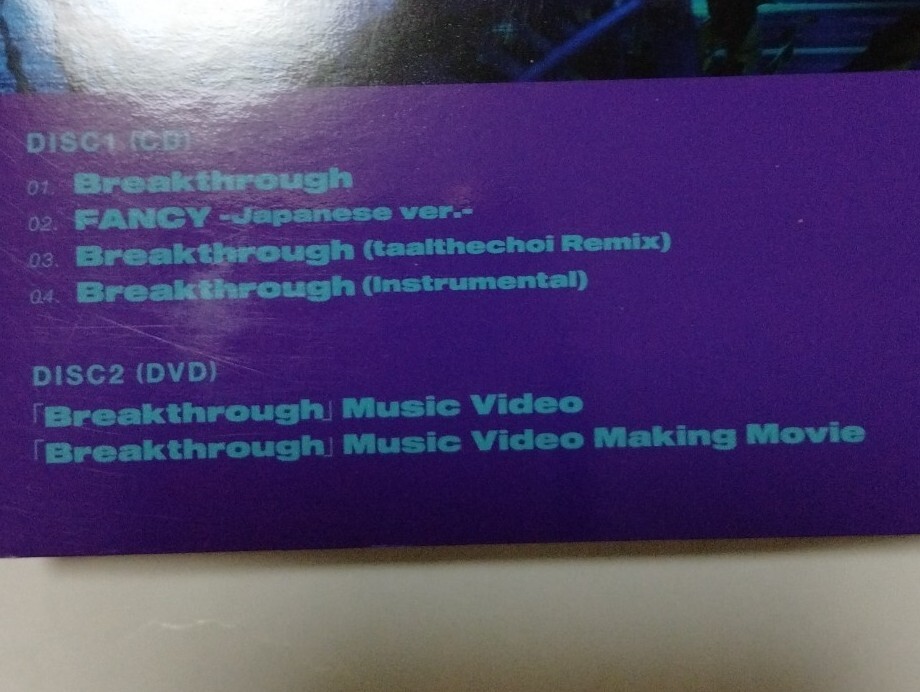 DISC1 (CD)
01. Breakthrough
02. FANCY -Japanese ver.-
03. Breakthrough (taalthechoi Remix)
04. Breakthrough (Instrumental)
DISC2 (DVD)
「Breakthrough」Music Video
「Breakthrough」Music Video Making Movie